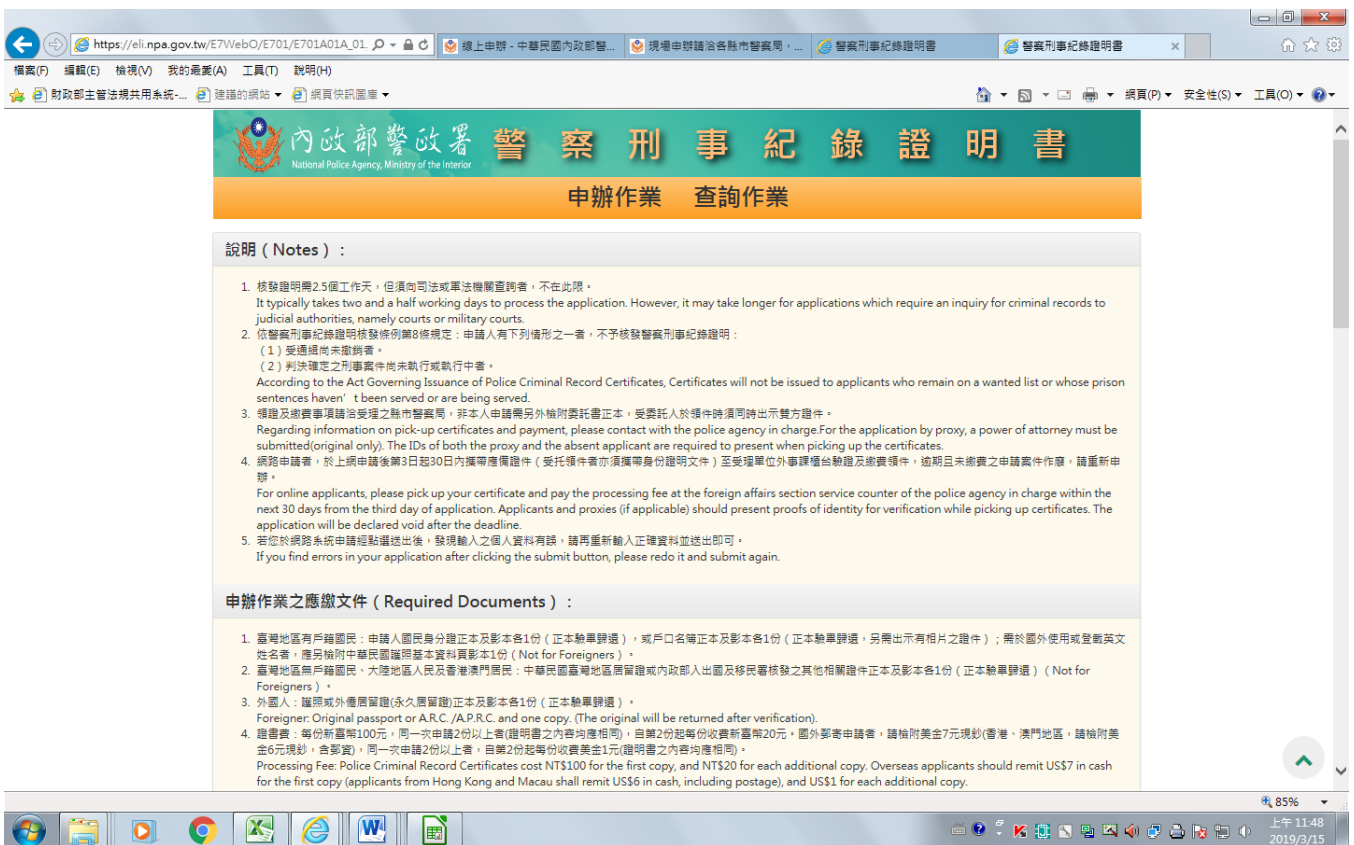 https://eli.npa.gov.tw/E7WebO/E701/E701A01A_01.
線上申辦 - 中華民國內政部警...
現場申辦請洽各縣市警察局，...
警察刑事紀錄證明書
警察刑事紀錄證明書
檔案(F) 編輯(E) 檢視(V) 我的最愛(A) 工具(T) 說明(H)
財政部主管法規共用系統-... 建議的網站 網頁快訊圖庫
網頁(P) 安全性(S) 工具(O)
內政部警政署 警察刑事紀錄證明書
National Police Agency, Ministry of the Interior
申辦作業 查詢作業
說明 ( Notes ) :
1. 核發證明需2.5個工作天，但須向司法或軍法機關查詢者，不在此限。
It typically takes two and a half working days to process the application. However, it may take longer for applications which require an inquiry for criminal records to
judicial authorities, namely courts or military courts.
2. 依警察刑事紀錄證明核發條例第8條規定：申請人有下列情形之一者，不予核發警察刑事紀錄證明：
（1）受通緝尚未撤銷者。
（2）判決確定之刑事案件尚未執行或執行中者。
According to the Act Governing Issuance of Police Criminal Record Certificates, Certificates will not be issued to applicants who remain on a wanted list or whose prison
sentences haven’t been served or are being served.
3. 領證及繳費事項請洽受理之縣市警察局，非本人申請需另外檢附委託書正本，受委託人於領件時須同時出示雙方證件。
Regarding information on pick-up certificates and payment, please contact with the police agency in charge.For the application by proxy, a power of attorney must be
submitted(original only). The IDs of both the proxy and the absent applicant are required to present when picking up the certificates.
4. 網路申請者，於上網申請後第3日起30日內攜帶應備證件（受托領件者亦須攜帶身份證明文件）至受理單位外事課櫃台驗證及繳費領件，逾期且未繳費之申請案件作廢，請重新申
辦。
For online applicants, please pick up your certificate and pay the processing fee at the foreign affairs section service counter of the police agency in charge within the
next 30 days from the third day of application. Applicants and proxies (if applicable) should present proofs of identity for verification while picking up certificates. The
application will be declared void after the deadline.
5. 若您於網路系統申請經點選送出後，發現輸入之個人資料有誤，請再重新輸入正確資料並送出即可。
If you find errors in your application after clicking the submit button, please redo it and submit again.
申辦作業之應繳文件 ( Required Documents ) :
1. 臺灣地區有戶籍國民：申請人國民身分證正本及影本各1份（正本驗畢歸還），或戶口名簿正本及影本各1份（正本驗畢歸還，另需出示有相片之證件）；需於國外使用或登載英文
姓名者，應另檢附中華民國護照基本資料頁影本1份（Not for Foreigners）。
2. 臺灣地區無戶籍國民、大陸地區人民及香港澳門居民：中華民國臺灣地區居留證或內政部入出國及移民署核發之其他相關證件正本及影本各1份（正本驗畢歸還）（Not for
Foreigners）。
3. 外國人：護照或外僑居留證(永久居留證)正本及影本各1份（正本驗畢歸還）。
Foreigner: Original passport or A.R.C. /A.P.R.C. and one copy. (The original will be returned after verification).
4. 證書費：每份新臺幣100元，同一次申請2份以上者(證明書之內容均應相同)，自第2份起每份收費新臺幣20元。國外郵寄申請者，請檢附美金7元現鈔(香港、澳門地區，請檢附美
金6元現鈔，含郵資)，同一次申請2份以上者，自第2份起每份收費美金1元(證明書之內容均應相同)。
Processing Fee: Police Criminal Record Certificates cost NT$100 for the first copy, and NT$20 for each additional copy. Overseas applicants should remit US$7 in cash
for the first copy (applicants from Hong Kong and Macau shall remit US$6 in cash, including postage), and US$1 for each additional copy.
85%
上午 11:48
2019/3/15